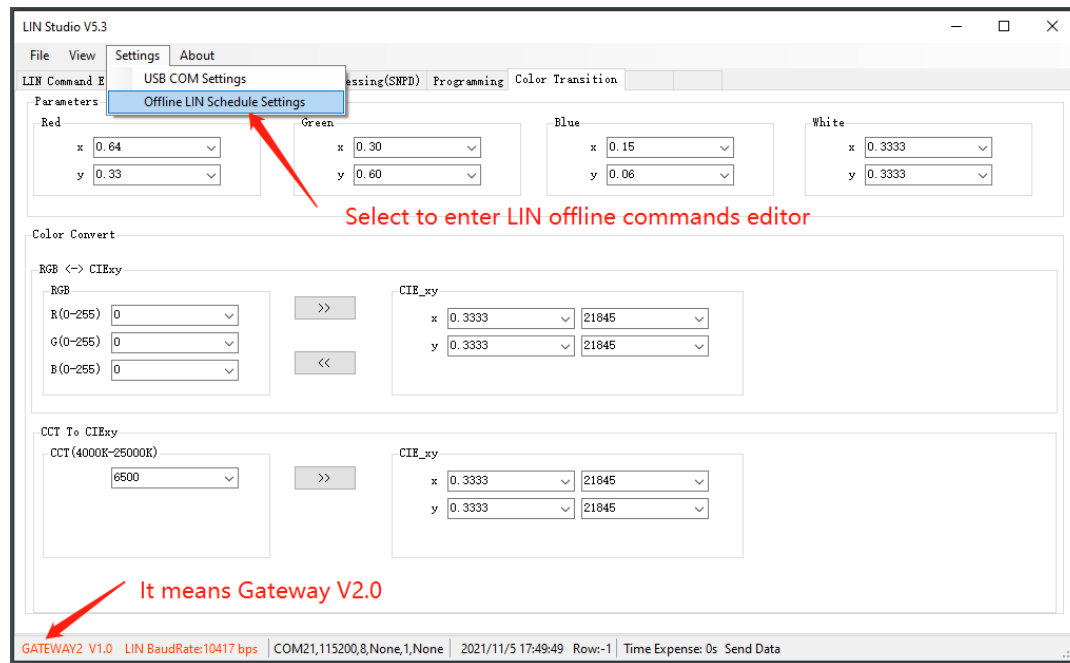 LIN Studio V5.3
File View Settings About
LIN Command E essing(SNPD) Programming Color Transition
USB COM Settings
Offline LIN Schedule Settings
Parameters
Red Green Blue White
x 0.64 x 0.30 x 0.15 x 0.3333
y 0.33 y 0.60 y 0.06 y 0.3333
Select to enter LIN offline commands editor
Color Convert
RGB <-> CIExy
RGB CIE_xy
R(0-255) 0 >> x 0.3333 21845
G(0-255) 0 y 0.3333 21845
B(0-255) 0 <<
CCT To CIExy
CCT(4000K-25000K) CIE_xy
6500 >> x 0.3333 21845
y 0.3333 21845
It means Gateway V2.0
GATEWAY2 V1.0 LIN BaudRate:10417 bps COM21,115200,8,None,1,None 2021/11/5 17:49:49 Row:-1 Time Expense: 0s Send Data